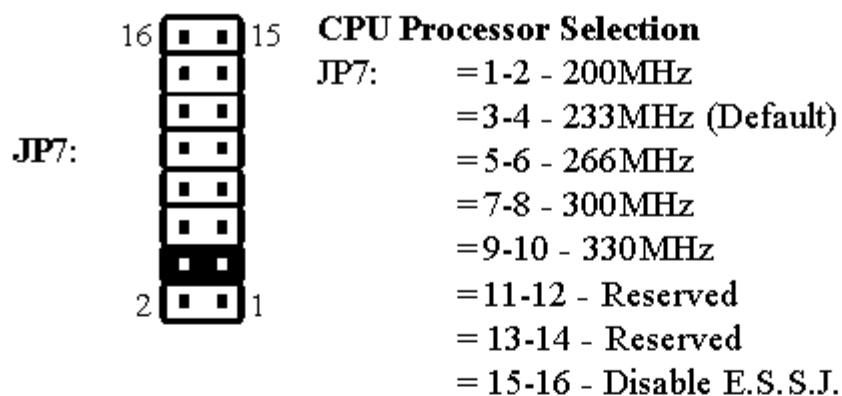 16 15 CPU Processor Selection
JP7: =1-2 - 200MHz
=3-4 - 233MHz (Default)
JP7: =5-6 - 266MHz
=7-8 - 300MHz
=9-10 - 330MHz
2 1 =11-12 - Reserved
=13-14 - Reserved
=15-16 - Disable E.S.S.J.